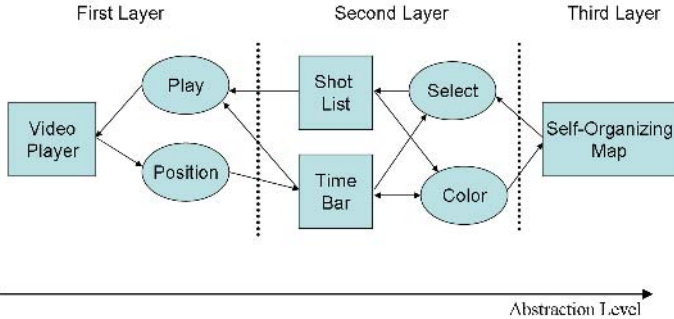 First Layer
Second Layer
Third Layer
Play
Shot
List
Select
Video
Player
Self-Organizing
Map
Position
Time
Bar
Color
Abstraction Level